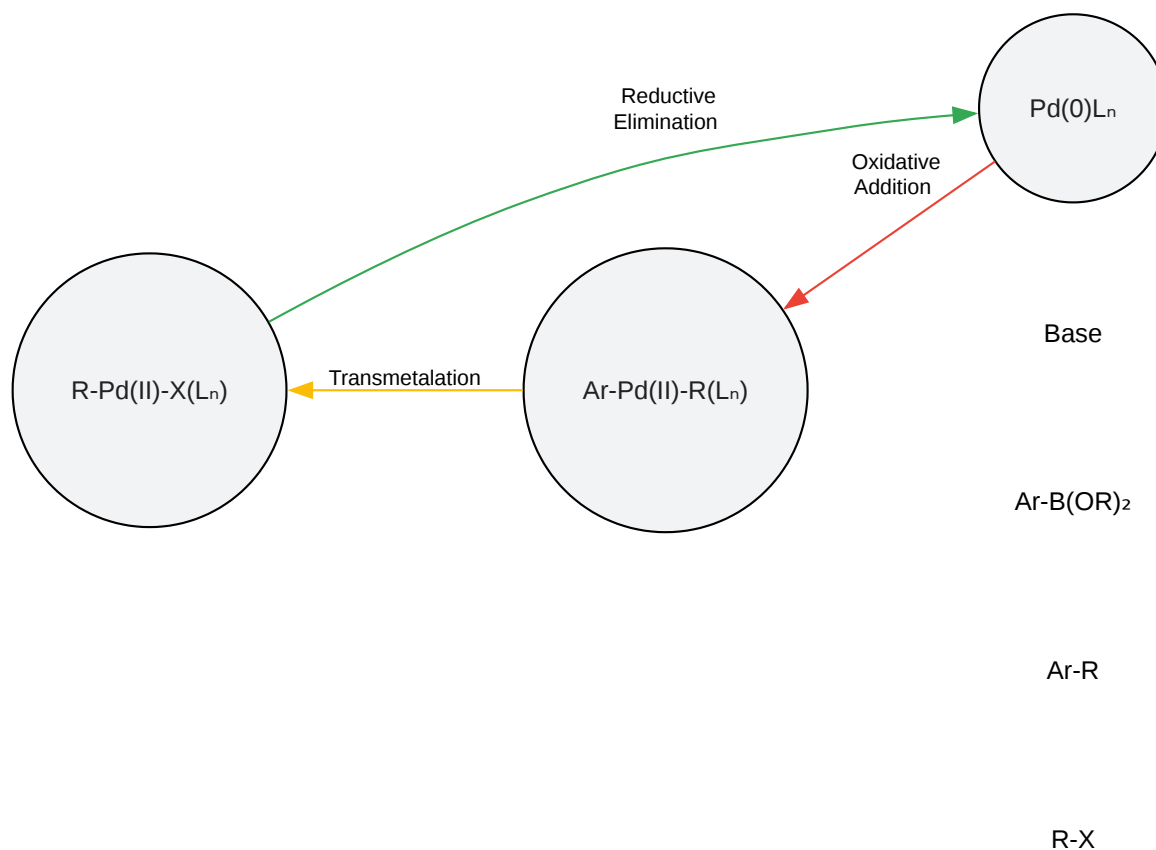 Reductive
Elimination
Pd(0)Lₙ
Oxidative
Addition
Base
Transmetalation
R-Pd(II)-X(Lₙ)
Ar-Pd(II)-R(Lₙ)
Ar-B(OR)₂
Ar-R
R-X